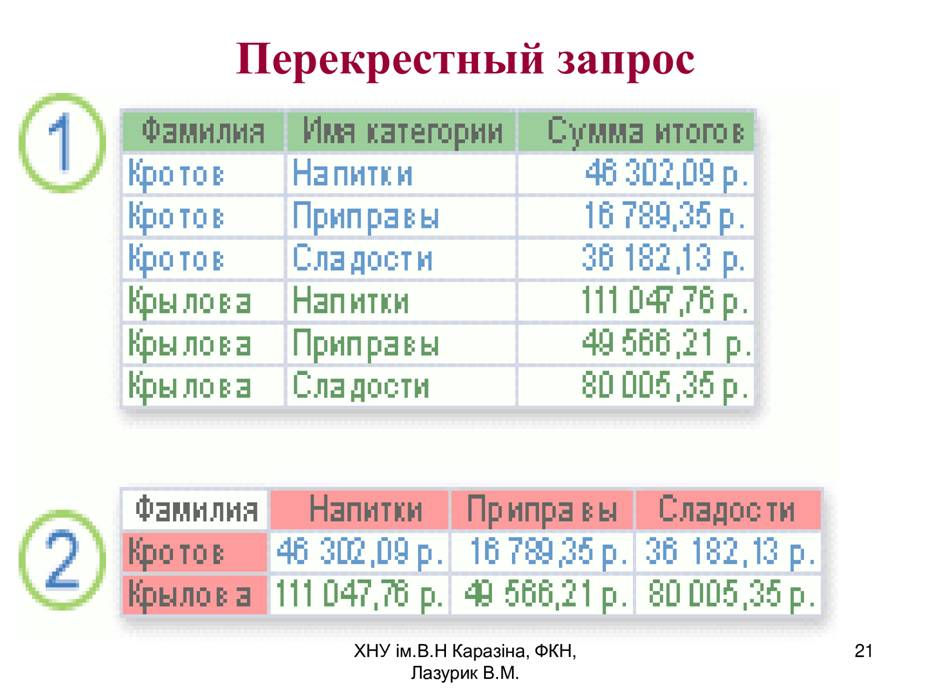 Перекрестный запрос
1
Фамилия Имя категории Сумма итогов
Кротов Напитки 46 302,09 р.
Кротов Приправы 16 789,35 р.
Кротов Сладости 36 182,13 р.
Крылова Напитки 111 047,76 р.
Крылова Приправы 49 566,21 р.
Крылова Сладости 80 005,35 р.
2
Фамилия Напитки Приправы Сладости
Кротов 46 302,09 р. 16 789,35 р. 36 182,13 р.
Крылова 111 047,76 р. 49 566,21 р. 80 005,35 р.
ХНУ ім.В.Н Каразіна, ФКН, 21
Лазурик В.М.